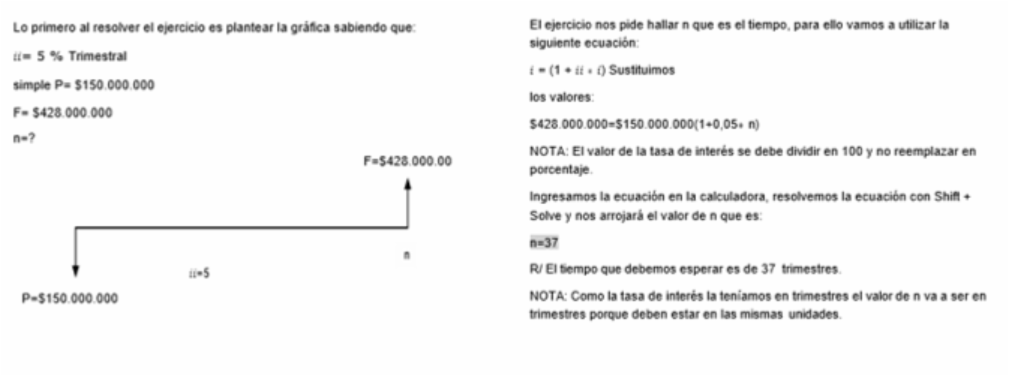 Lo primero al resolver el ejercicio es plantear la gráfica sabiendo que:
ii= 5 % Trimestral
simple P= $150.000.000
F= $428.000.000
n=?
F=$428.000.00
n
ii=5
P=$150.000.000
El ejercicio nos pide hallar n que es el tiempo, para ello vamos a utilizar la
siguiente ecuación:
i = (1 + ii * i) Sustituimos
los valores:
$428.000.000=$150.000.000(1+0,05* n)
NOTA: El valor de la tasa de interés se debe dividir en 100 y no reemplazar en
porcentaje.
Ingresamos la ecuación en la calculadora, resolvemos la ecuación con Shift +
Solve y nos arrojará el valor de n que es:
n=37
R/ El tiempo que debemos esperar es de 37 trimestres.
NOTA: Como la tasa de interés la teníamos en trimestres el valor de n va a ser en
trimestres porque deben estar en las mismas unidades.